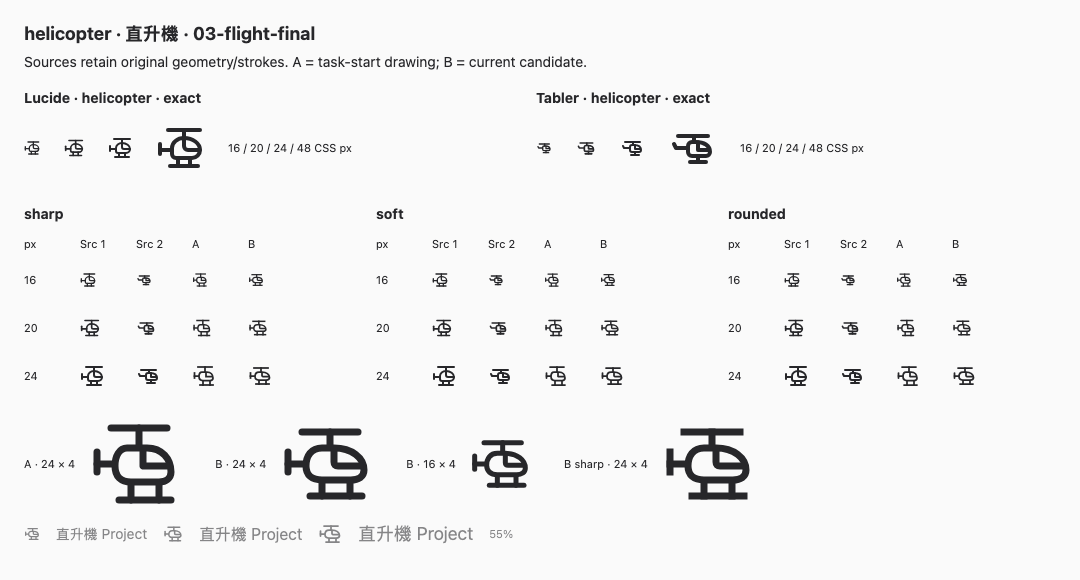 helicopter · 直升機 · 03-flight-final
Sources retain original geometry/strokes. A = task-start drawing; B = current candidate.
Lucide · helicopter · exact
Tabler · helicopter · exact
16 / 20 / 24 / 48 CSS px
16 / 20 / 24 / 48 CSS px
sharp
soft
rounded
px Src 1 Src 2 A B
px Src 1 Src 2 A B
px Src 1 Src 2 A B
16
16
16
20
20
20
24
24
24
A · 24 × 4
B · 24 × 4
B · 16 × 4
B sharp · 24 × 4
直升機 Project
直升機 Project
直升機 Project
55%